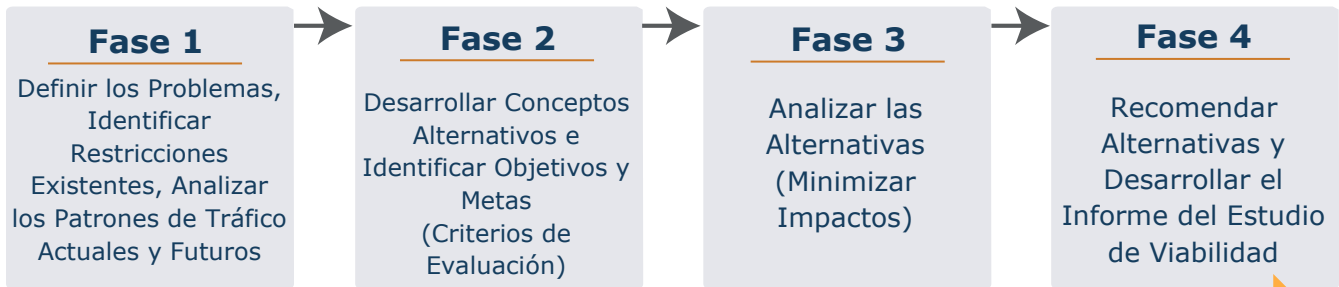 Fase 1
Definir los Problemas,
Identificar
Restricciones
Existentes, Analizar
los Patrones de Tráfico
Actuales y Futuros
Fase 2
Desarrollar Conceptos
Alternativos e
Identificar Objetivos y
Metas
(Criterios de
Evaluación)
Fase 3
Analizar las
Alternativas
(Minimizar
Impactos)
Fase 4
Recomendar
Alternativas y
Desarrollar el
Informe del Estudio
de Viabilidad